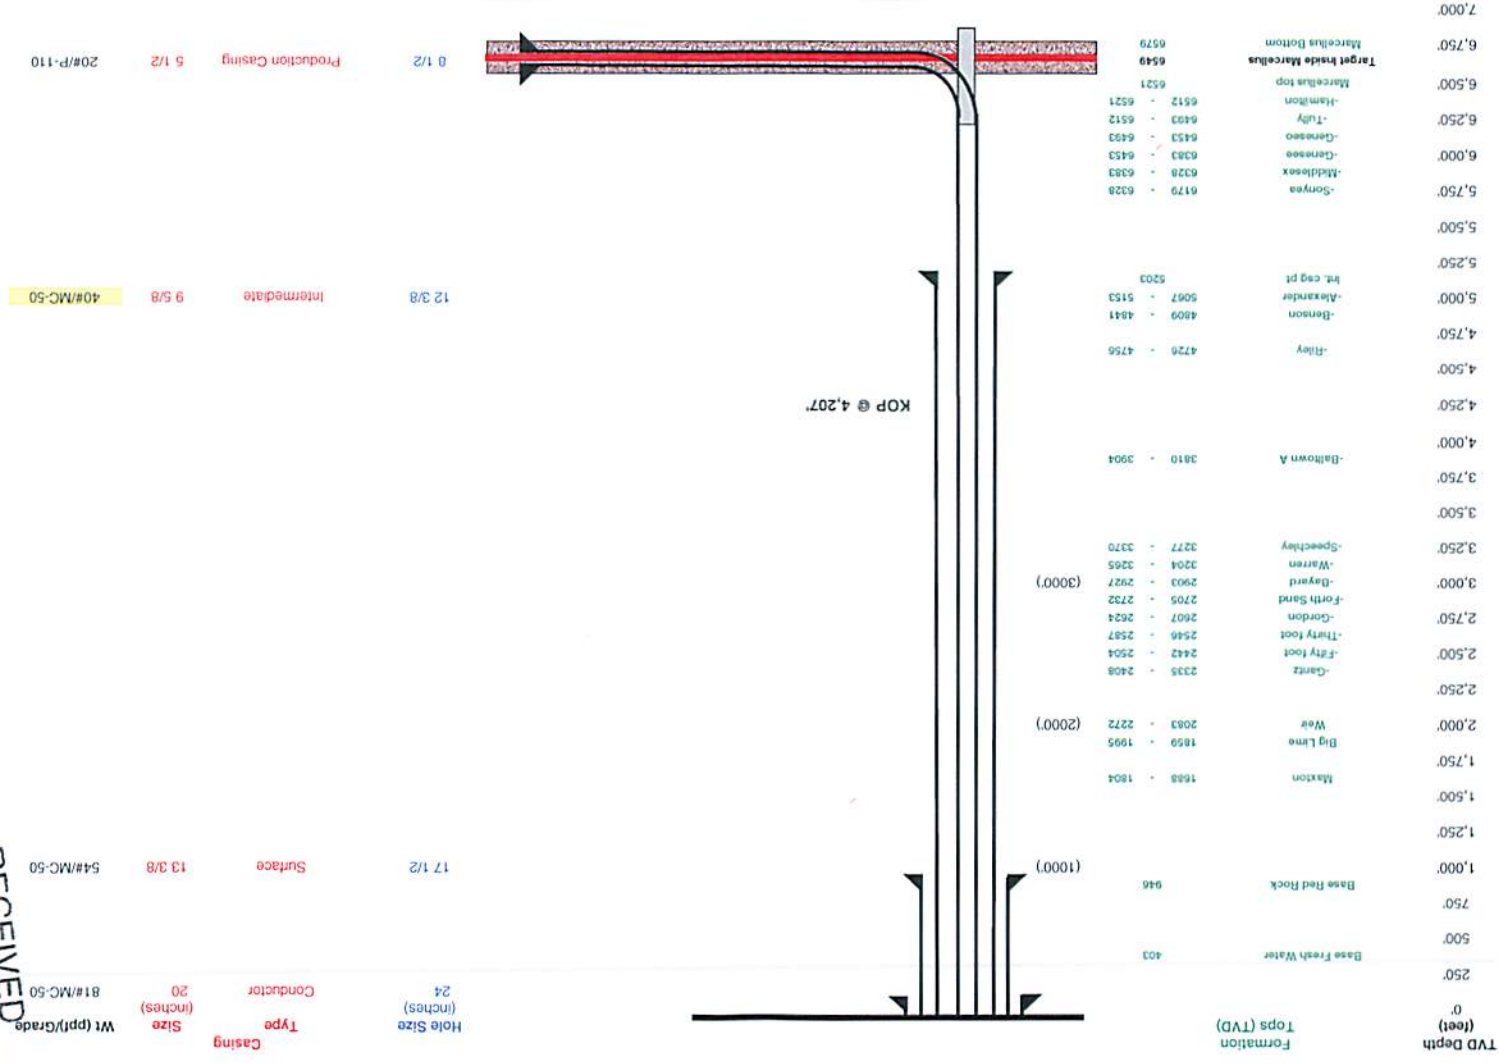 TVD Depth (feet)
Formation Tops (TVD)
Hole Size (inches)
Casing
Type
Size (inches)
Wt (ppf)/Grade
RECEIVED
0'
24 Conductor 20 81#/MC-50
250'
Base Fresh Water 403
500'
750'
Base Red Rock 946
1,000' (1000') 17 1/2 Surface 13 3/8 54#/MC-50
1,250'
1,500'
Maxton 1688 - 1804
1,750'
Big Lime 1859 - 1995
2,000' Weir 2083 - 2272 (2000')
2,250'
-Gantz 2335 - 2408
2,500' -Fifty foot 2442 - 2504
-Thirty foot 2546 - 2587
2,750' -Gordon 2607 - 2624
-Forth Sand 2705 - 2732
3,000' -Bayard 2903 - 2927 (3000')
-Warren 3204 - 3265
3,250' -Speechley 3277 - 3370
3,500'
3,750'
-Balltown A 3810 - 3904
4,000'
4,250' KOP @ 4,207'
4,500'
-Riley 4726 - 4756
4,750'
-Benson 4809 - 4841
5,000' -Alexander 5067 - 5153 12 3/8 Intermediate 9 5/8 40#/MC-50
Int. csg pt 5203
5,250'
5,500'
5,750' -Sonyea 6179 - 6328
-Middlesex 6328 - 6383
6,000' -Genesee 6383 - 6453
-Geneseo 6453 - 6493
6,250' -Tully 6493 - 6512
-Hamilton 6512 - 6521
6,500' Marcellus top 6521
Target Inside Marcellus 6549 8 1/2 Production Casing 5 1/2 20#/P-110
6,750' Marcellus Bottom 6579
7,000'